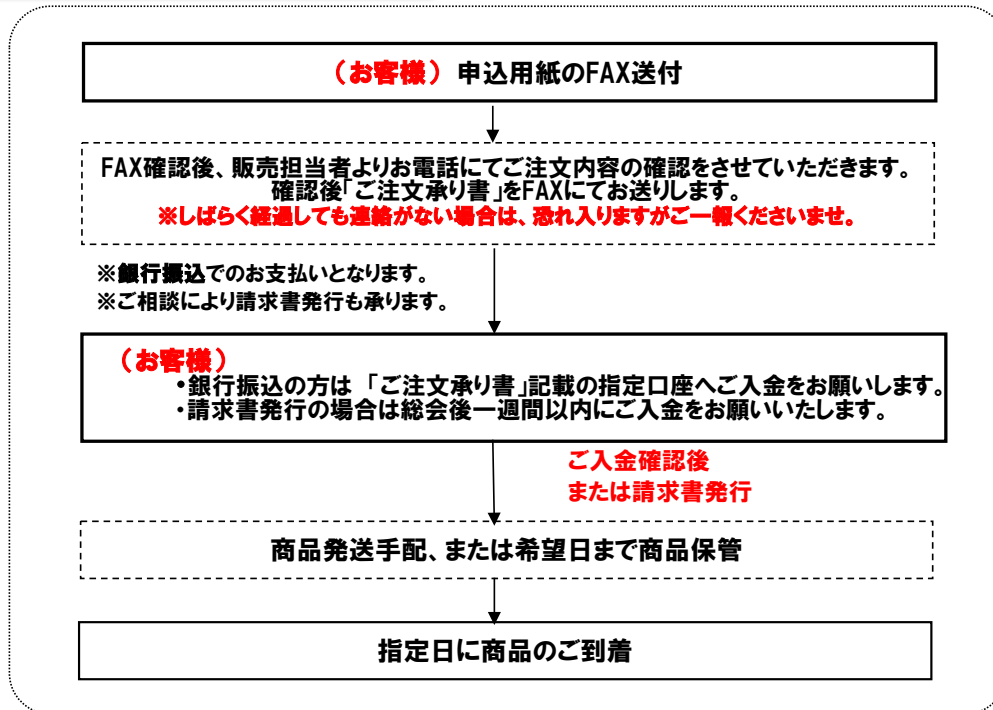 （お客様）申込用紙のFAX送付
FAX確認後、販売担当者よりお電話にてご注文内容の確認をさせていただきます。
確認後「ご注文承り書」をFAXにてお送りします。
※しばらく経過しても連絡がない場合は、恐れ入りますがご一報くださいませ。
※銀行振込でのお支払いとなります。
※ご相談により請求書発行も承ります。
（お客様）
・銀行振込の方は 「ご注文承り書」記載の指定口座へご入金をお願いします。
・請求書発行の場合は総会後一週間以内にご入金をお願いいたします。
ご入金確認後
または請求書発行
商品発送手配、または希望日まで商品保管
指定日に商品のご到着